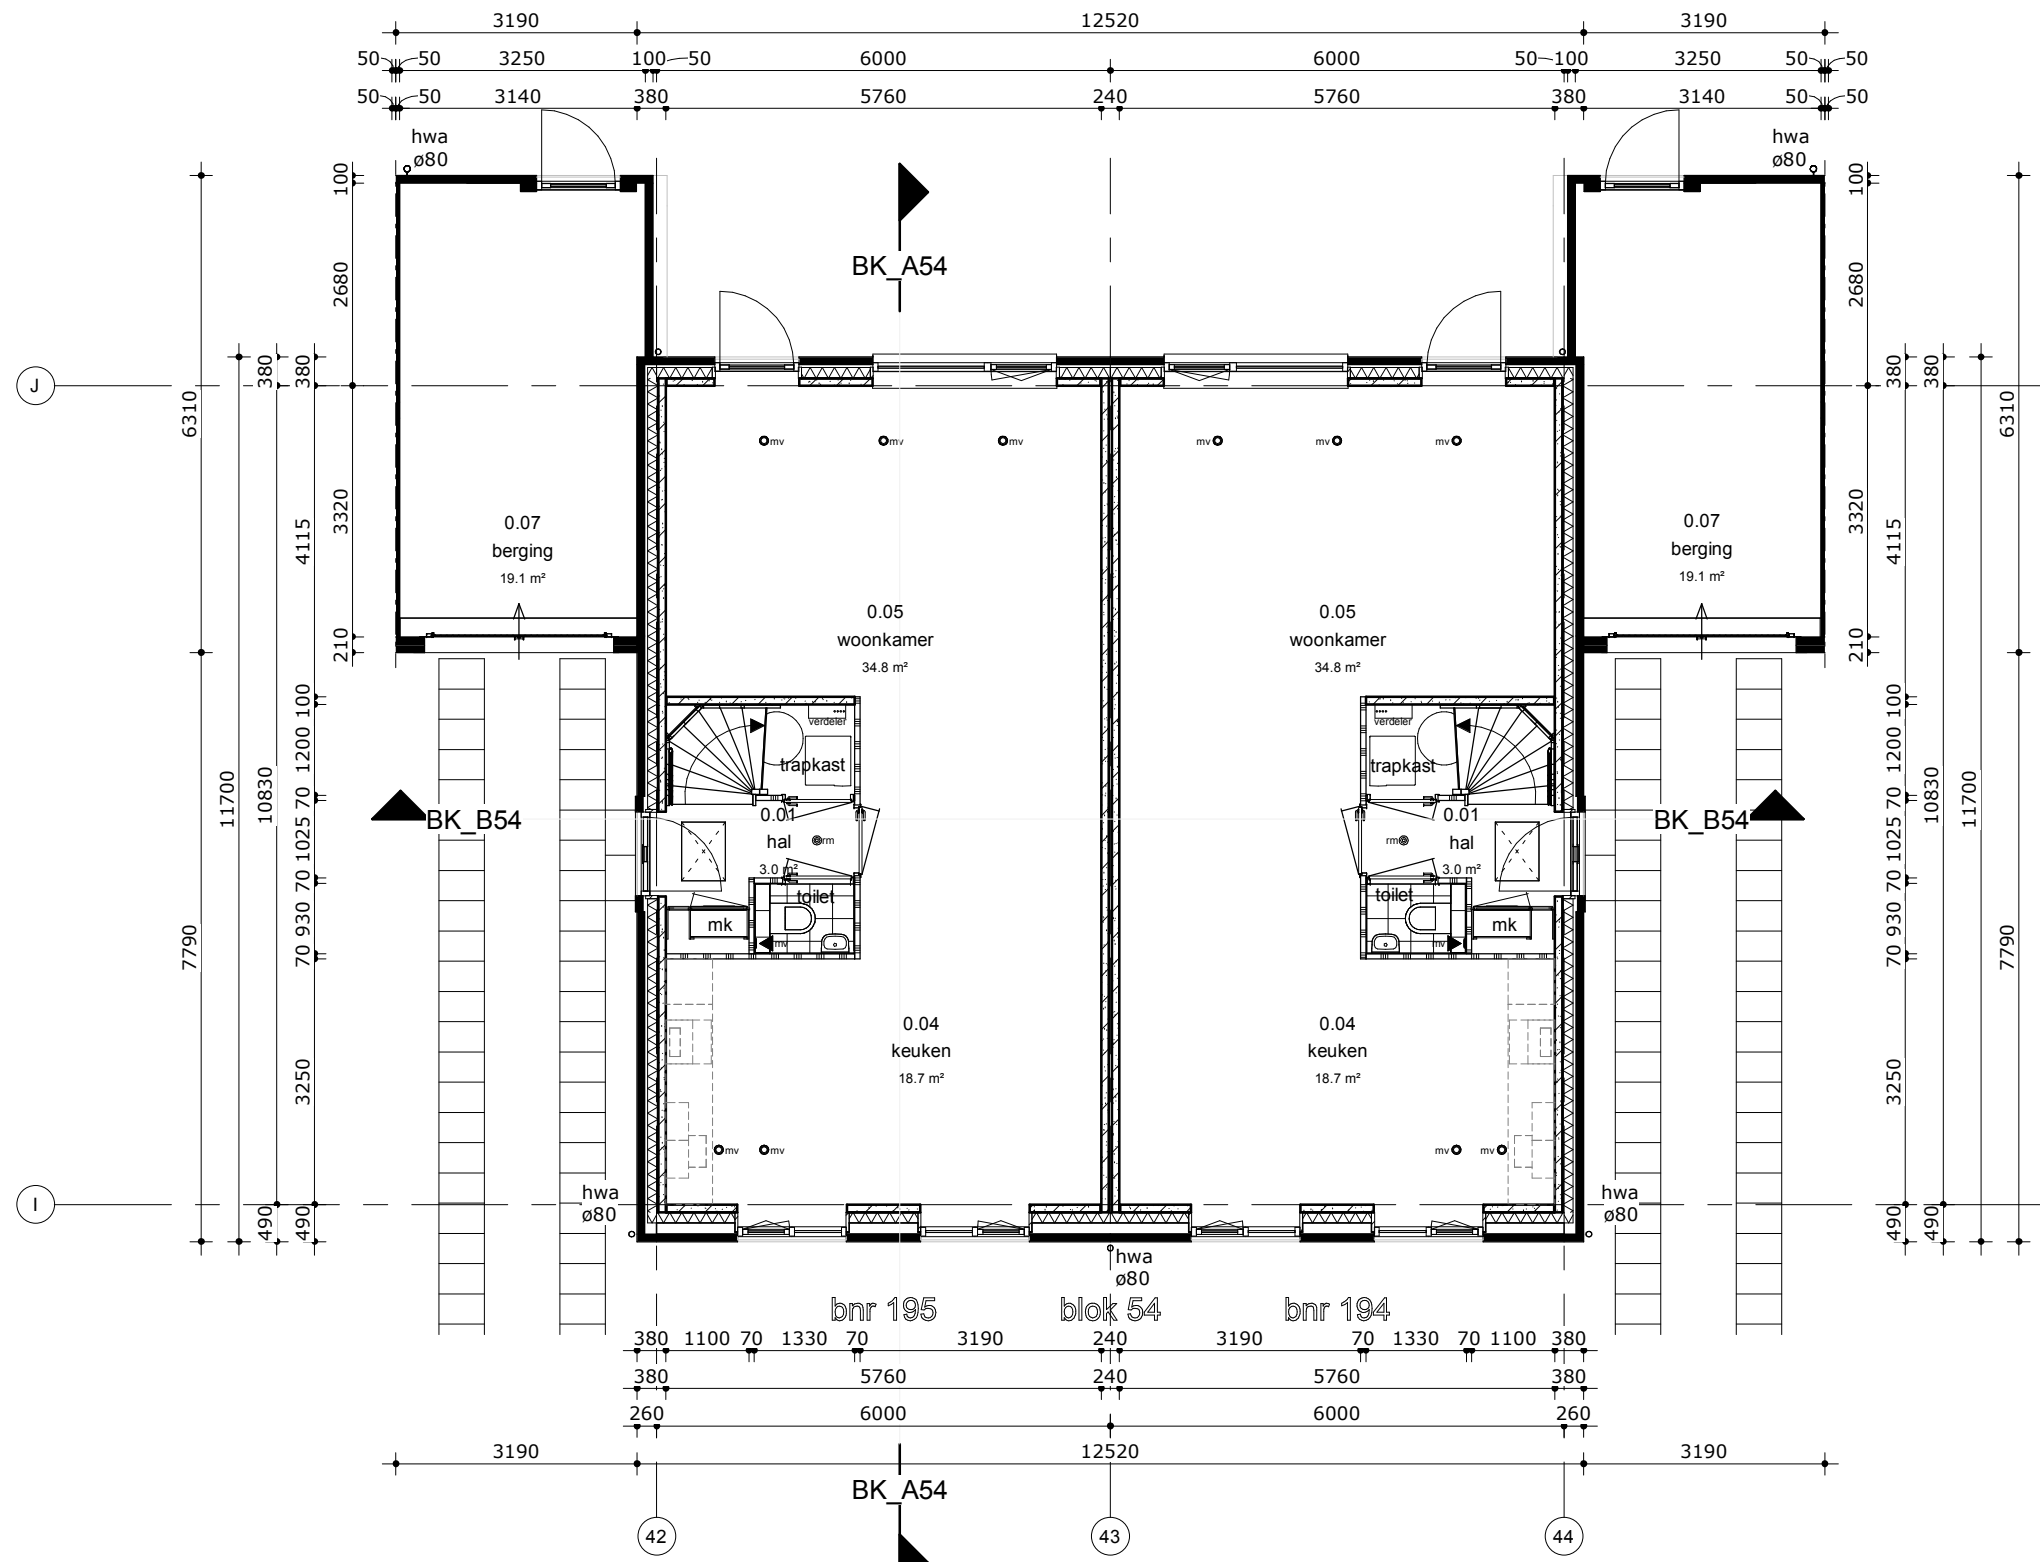 3190 12520 3190
50 50 3250 100 50 6000 6000 50 100 3250 50 50
50 50 3140 380 5760 240 5760 380 3140 50 50
hwa
ø80
hwa
ø80
100
2680
3320
210
6310
7790
11700
380
10830
490
380
4115
100
1200
70
1025
70
930
70
3250
490
100
2680
3320
210
380
4115
100
1200
70
1025
70
930
70
3250
490
380
10830
490
11700
6310
7790
BK_A54
J
mv mv mv mv mv mv
0.07
berging
19.1 m²
0.07
berging
19.1 m²
0.05
woonkamer
34.8 m²
0.05
woonkamer
34.8 m²
verdeler
trapkast
verdeler
trapkast
BK_B54
BK_B54
0.01
hal
3.0 m²
rm
0.01
hal
3.0 m²
rm
toilet
mk
mv
toilet
mk
mv
0.04
keuken
18.7 m²
0.04
keuken
18.7 m²
mv mv mv mv
I
hwa
ø80
hwa
ø80
hwa
ø80
bnr 195 blok 54 bnr 194
380 1100 70 1330 70 3190 240 3190 70 1330 70 1100 380
380 5760 240 5760 380
260 6000 6000 260
3190 12520 3190
BK_A54
42 43 44